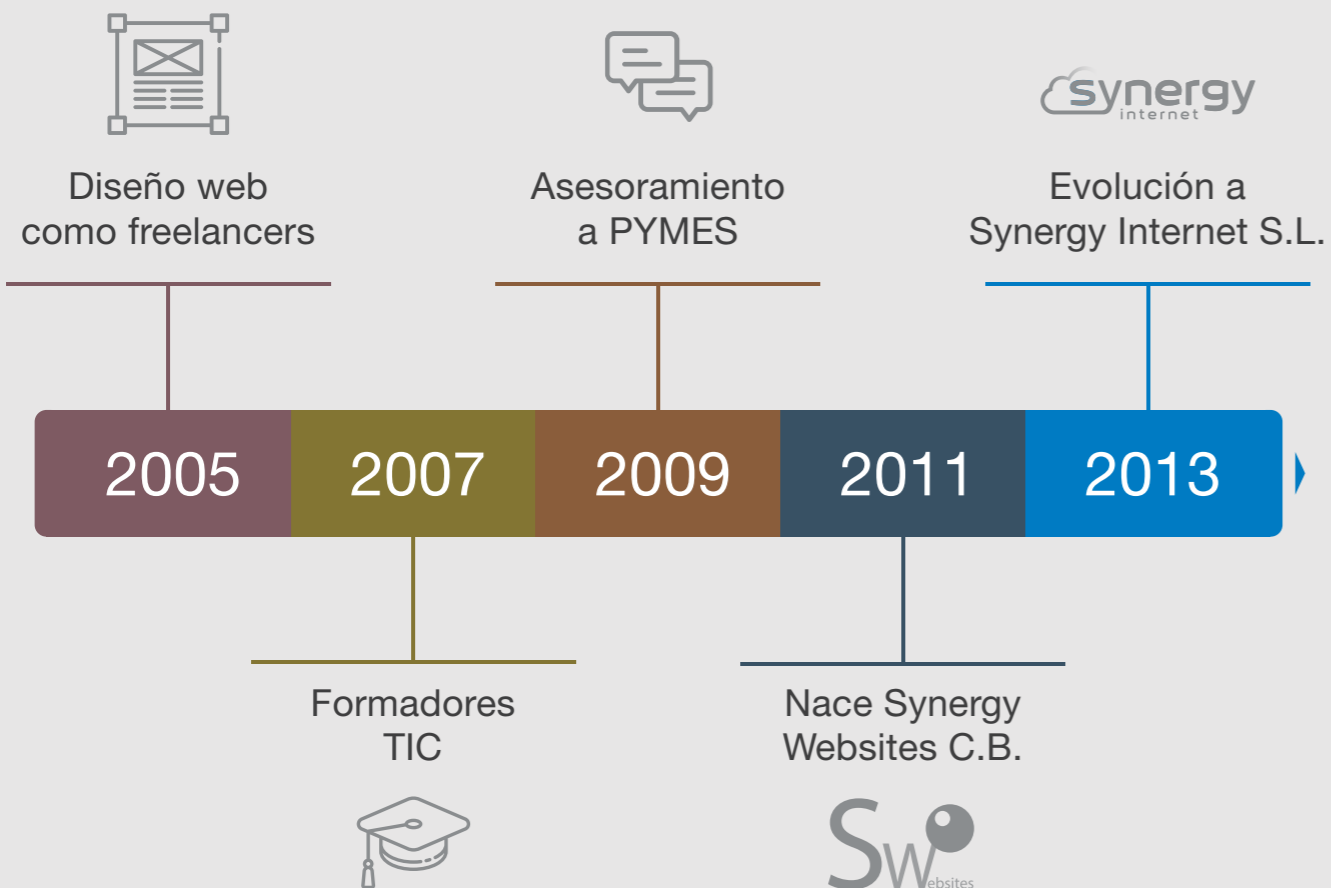 synergy
internet
Diseño web
como freelancers
Asesoramiento
a PYMES
Evolución a
Synergy Internet S.L.
2005
2007
2009
2011
2013
Formadores
TIC
Nace Synergy
Websites C.B.
SW
ebsites